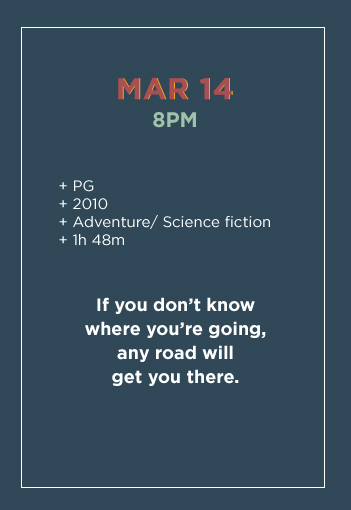 MAR 14
8PM
+ PG
+ 2010
+ Adventure/ Science fiction
+ 1h 48m
If you don’t know
where you’re going,
any road will
get you there.